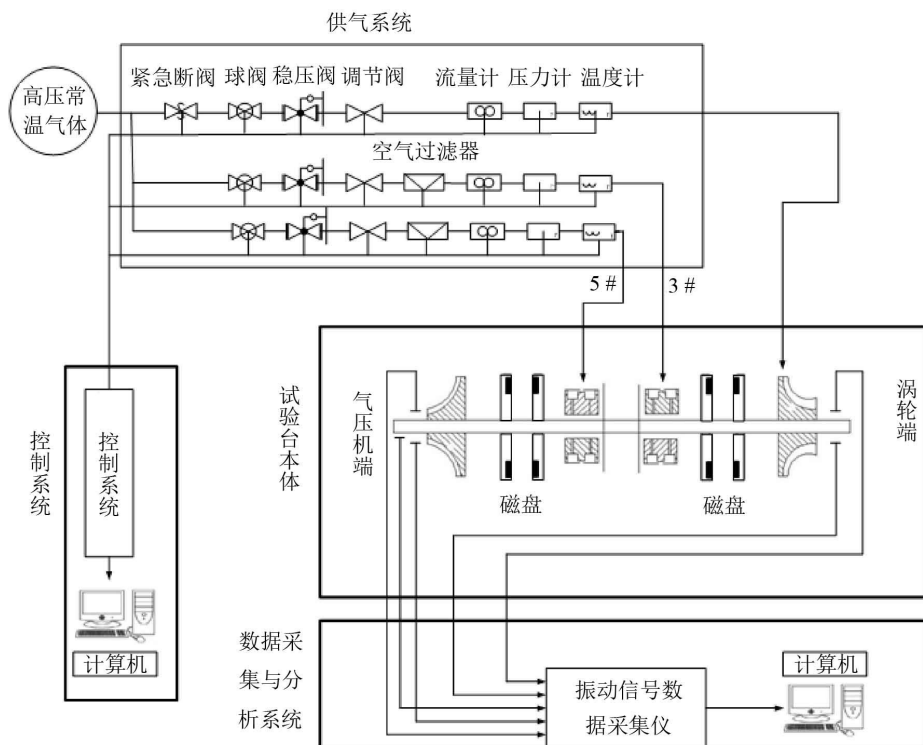 供气系统
紧急断阀 球阀 稳压阀 调节阀 流量计 压力计 温度计
高压常
温气体
空气过滤器
5 #
3 #
控制系统
控制系统
计算机
试验台本体
气压机端
涡轮端
磁盘
磁盘
数据采
集与分
析系统
振动信号数
据采集仪
计算机